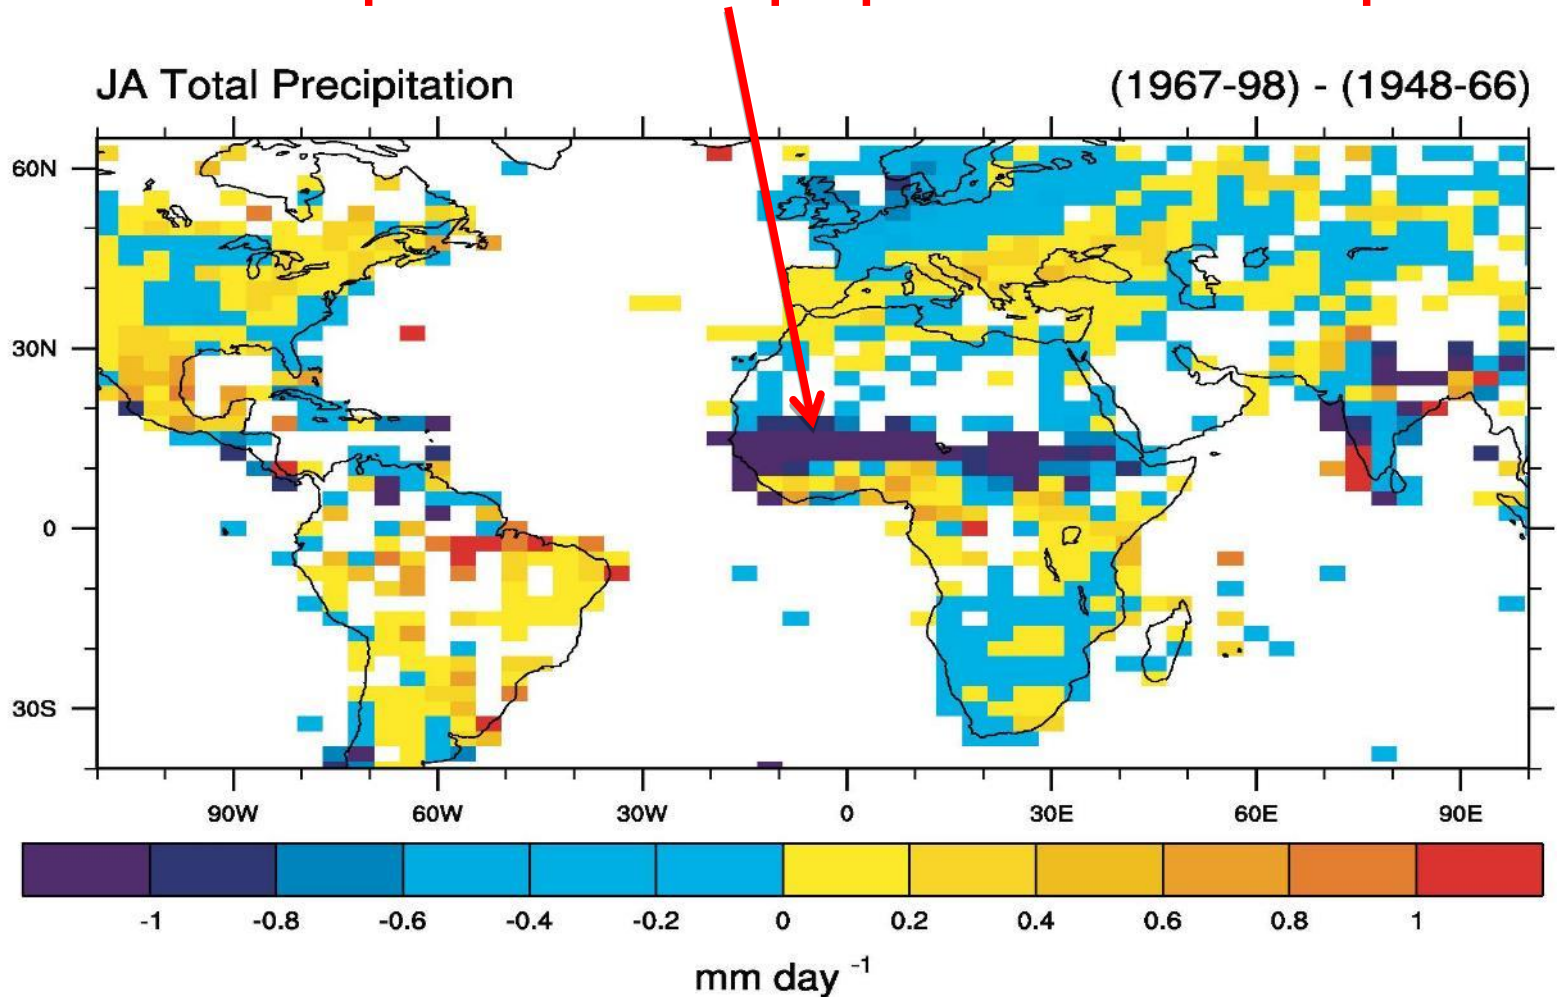 JA Total Precipitation (1967-98) - (1948-66)
60N
30N
0
30S
90W 60W 30W 0 30E 60E 90E
-1 -0.8 -0.6 -0.4 -0.2 0 0.2 0.4 0.6 0.8 1
mm day -1